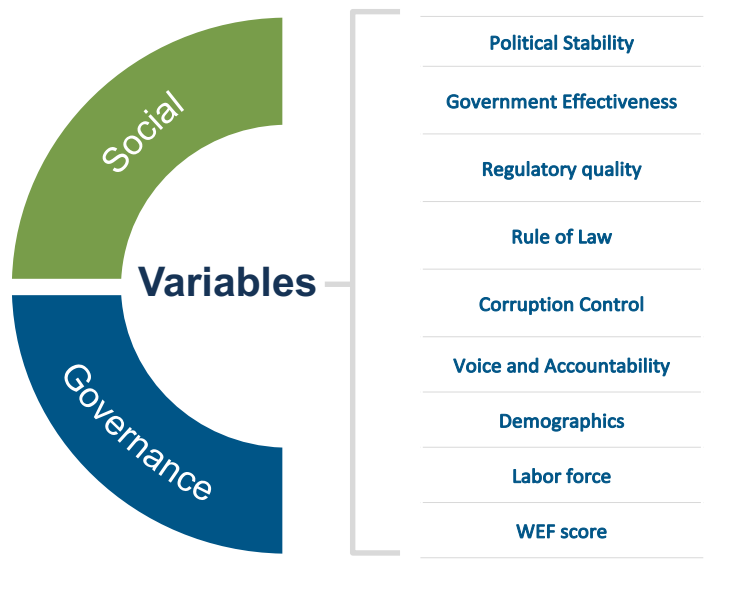 Social
Governance
Variables
Political Stability
Government Effectiveness
Regulatory quality
Rule of Law
Corruption Control
Voice and Accountability
Demographics
Labor force
WEF score